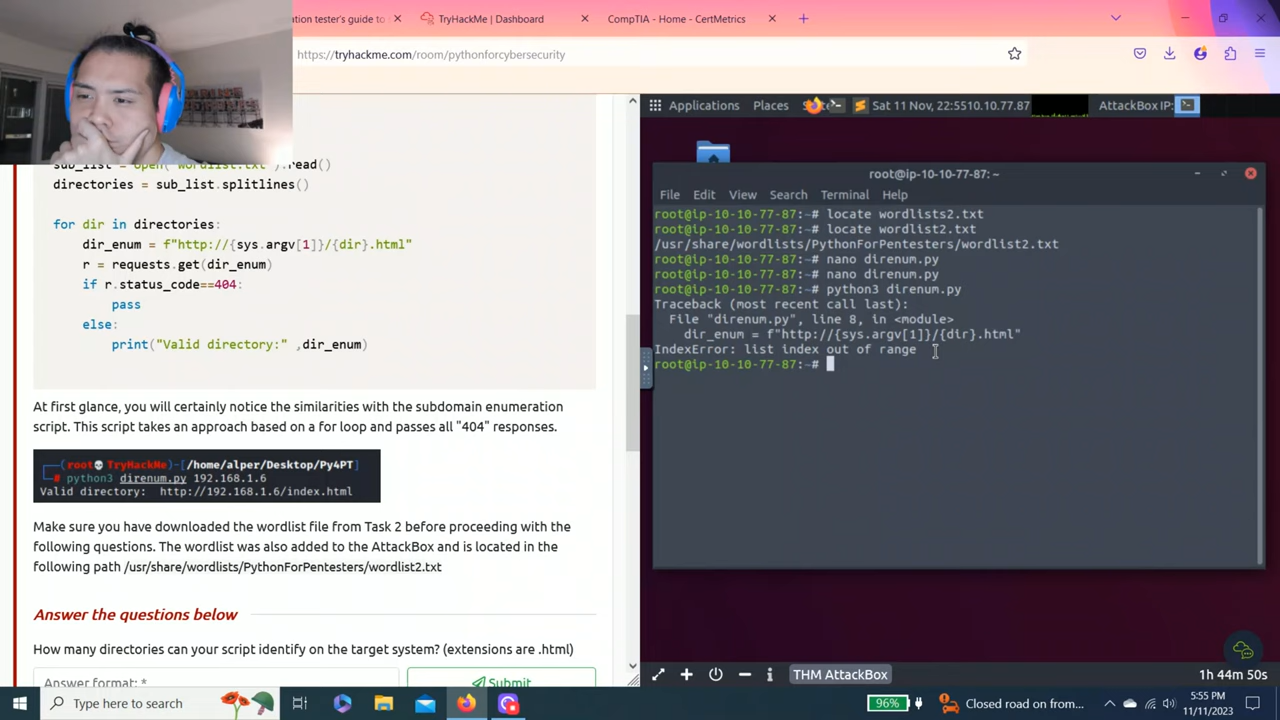 ation tester's guide to
TryHackMe | Dashboard
CompTIA - Home - CertMetrics
https://tryhackme.com/room/pythonforcybersecurity
directories = sub_list.splitlines()
for dir in directories:
dir_enum = f"http://{sys.argv[1]}/{dir}.html"
r = requests.get(dir_enum)
if r.status_code==404:
pass
else:
print("Valid directory:" ,dir_enum)
At first glance, you will certainly notice the similarities with the subdomain enumeration
script. This script takes an approach based on a for loop and passes all "404" responses.
(root TryHackMe)-[/home/alper/Desktop/Py4PT]
# python3 direnum.py 192.168.1.6
Valid directory: http://192.168.1.6/index.html
Make sure you have downloaded the wordlist file from Task 2 before proceeding with the
following questions. The wordlist was also added to the AttackBox and is located in the
following path /usr/share/wordlists/PythonForPentesters/wordlist2.txt
Answer the questions below
How many directories can your script identify on the target system? (extensions are .html)
Answer format: *
Submit
Applications Places Sat 11 Nov, 22:55 10.10.77.87 AttackBox IP:
root@ip-10-10-77-87: ~
File Edit View Search Terminal Help
root@ip-10-10-77-87:~# locate wordlists2.txt
root@ip-10-10-77-87:~# locate wordlist2.txt
/usr/share/wordlists/PythonForPentesters/wordlist2.txt
root@ip-10-10-77-87:~# nano direnum.py
root@ip-10-10-77-87:~# nano direnum.py
root@ip-10-10-77-87:~# python3 direnum.py
Traceback (most recent call last):
File "direnum.py", line 8, in <module>
dir_enum = f"http://{sys.argv[1]}/{dir}.html"
IndexError: list index out of range
root@ip-10-10-77-87:~#
THM AttackBox
1h 44m 50s
Type here to search
96%
Closed road on from...
5:55 PM
11/11/2023